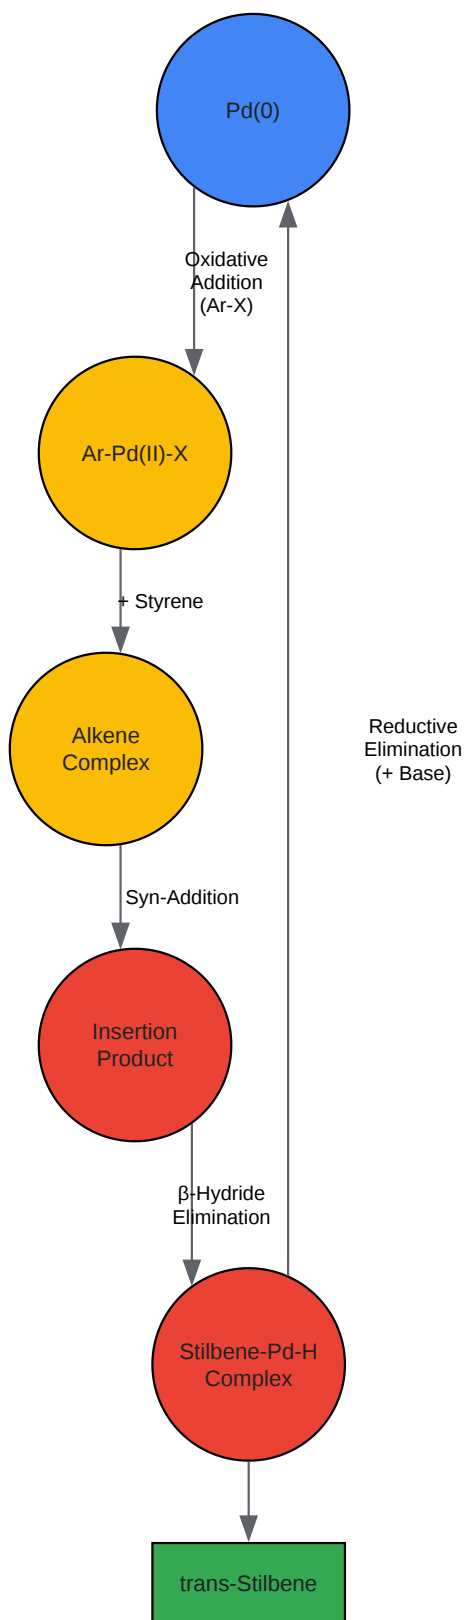 Pd(0)
Oxidative
Addition
(Ar-X)
Ar-Pd(II)-X
+ Styrene
Alkene
Complex
Reductive
Elimination
(+ Base)
Syn-Addition
Insertion
Product
β-Hydride
Elimination
Stilbene-Pd-H
Complex
trans-Stilbene